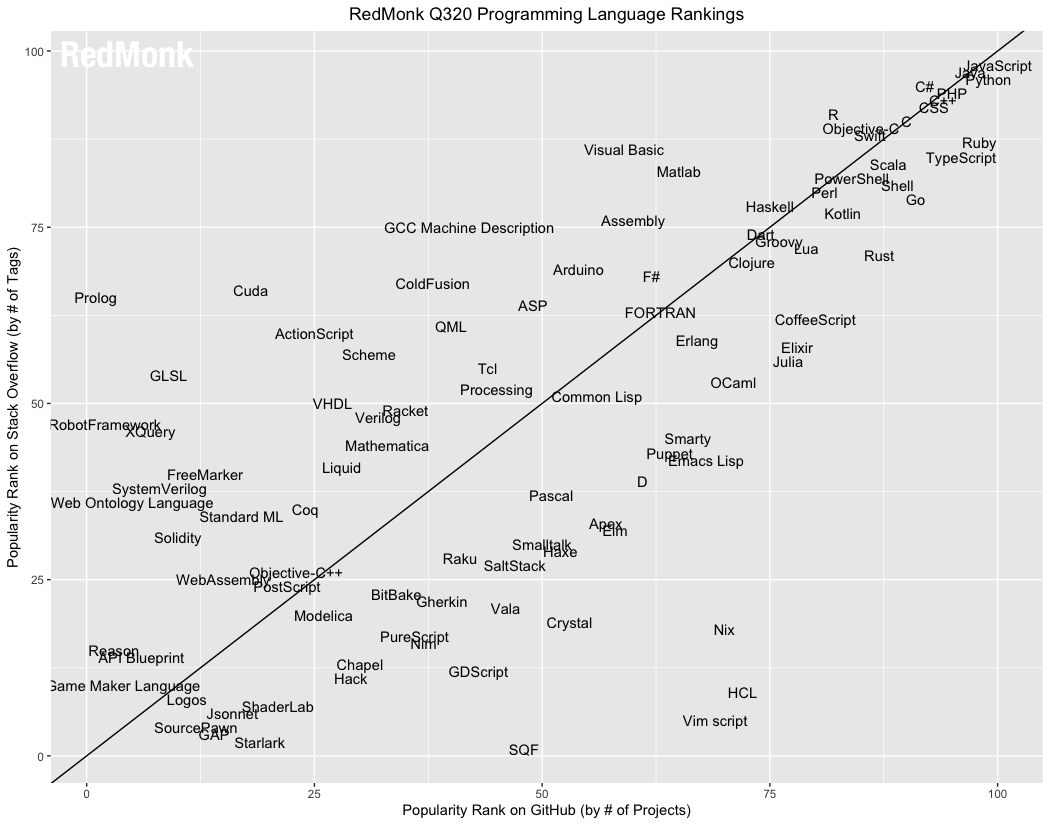 RedMonk Q320 Programming Language Rankings
RedMonk
Popularity Rank on Stack Overflow (by # of Tags)
100
75
50
25
0
JavaScript
Java
Python
C#
PHP
C++
CSS
R
C
Objective-C
Swift
Ruby
Visual Basic
TypeScript
Scala
Matlab
PowerShell
Shell
Perl
Go
Haskell
Kotlin
Assembly
GCC Machine Description
Dart
Groovy
Lua
Rust
Clojure
Arduino
F#
ColdFusion
Cuda
Prolog
ASP
FORTRAN
CoffeeScript
QML
ActionScript
Erlang
Elixir
Scheme
Julia
Tcl
GLSL
OCaml
Processing
Common Lisp
VHDL
Racket
Verilog
RobotFramework
XQuery
Smarty
Mathematica
Puppet
Emacs Lisp
Liquid
FreeMarker
D
SystemVerilog
Pascal
Web Ontology Language
Coq
Standard ML
Apex
Elm
Solidity
Smalltalk
Haxe
Raku
SaltStack
Objective-C++
WebAssembly
PostScript
BitBake
Gherkin
Vala
Modelica
Crystal
Nix
PureScript
Nim
Reason
API Blueprint
Chapel
GDScript
Hack
Game Maker Language
HCL
Logos
ShaderLab
Jsonnet
Vim script
SourcePawn
GAP
Starlark
SQF
0
25
50
75
100
Popularity Rank on GitHub (by # of Projects)